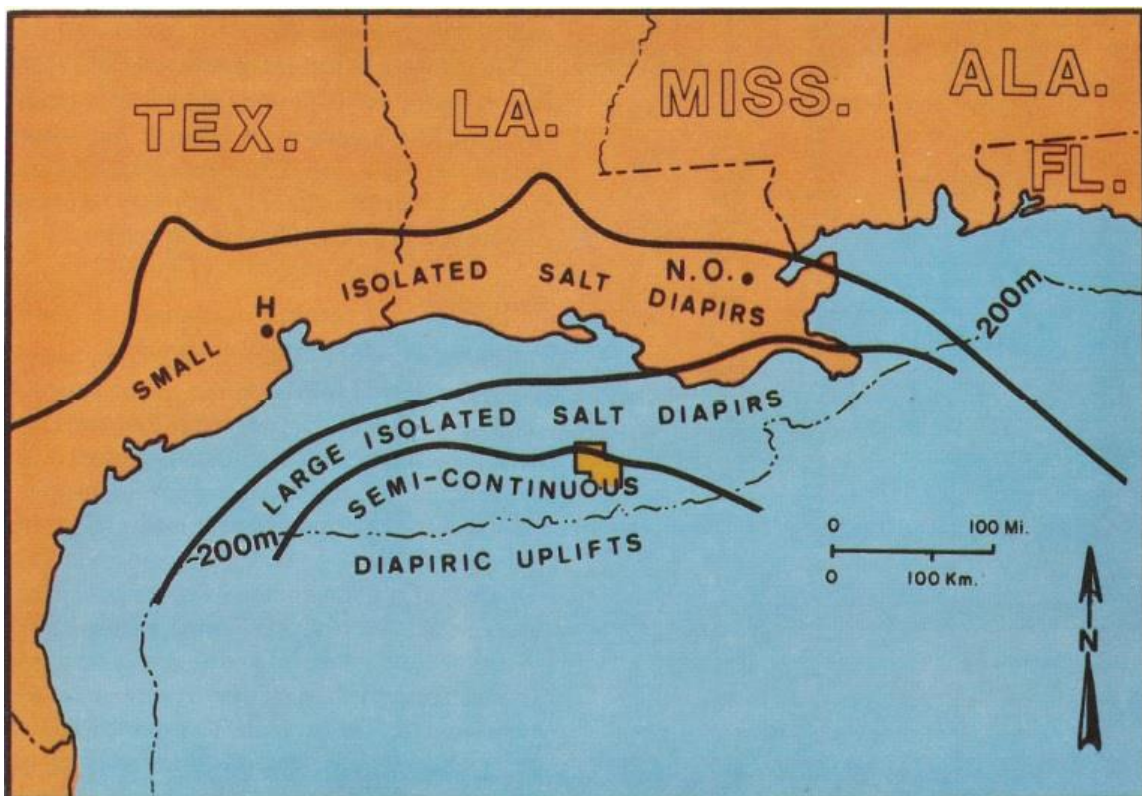 TEX.
LA.
MISS.
ALA.
FL.
SMALL ISOLATED SALT DIAPIRS
N.O.
H
200m
LARGE ISOLATED SALT DIAPIRS
SEMI-CONTINUOUS
~200m
DIAPIRIC UPLIFTS
0 100 Mi.
0 100 Km.
N